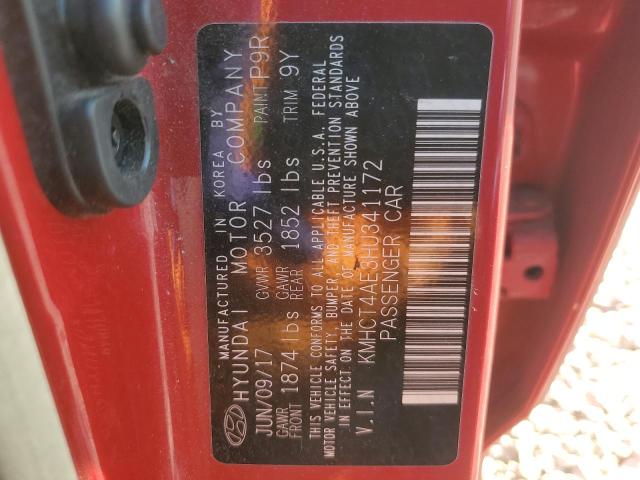 MANUFACTURED IN KOREA BY
HYUNDAI MOTOR COMPANY
JUN/09/17 GVWR 3527 lbs PAINT P9R
GAWR FRONT 1874 lbs GAWR REAR 1852 lbs TRIM 9Y
THIS VEHICLE CONFORMS TO ALL APPLICABLE U.S.A. FEDERAL
MOTOR VEHICLE SAFETY, BUMPER, AND THEFT PREVENTION STANDARDS
IN EFFECT ON THE DATE OF MANUFACTURE SHOWN ABOVE
V.I.N KMHCT4AE3HU341172
PASSENGER CAR